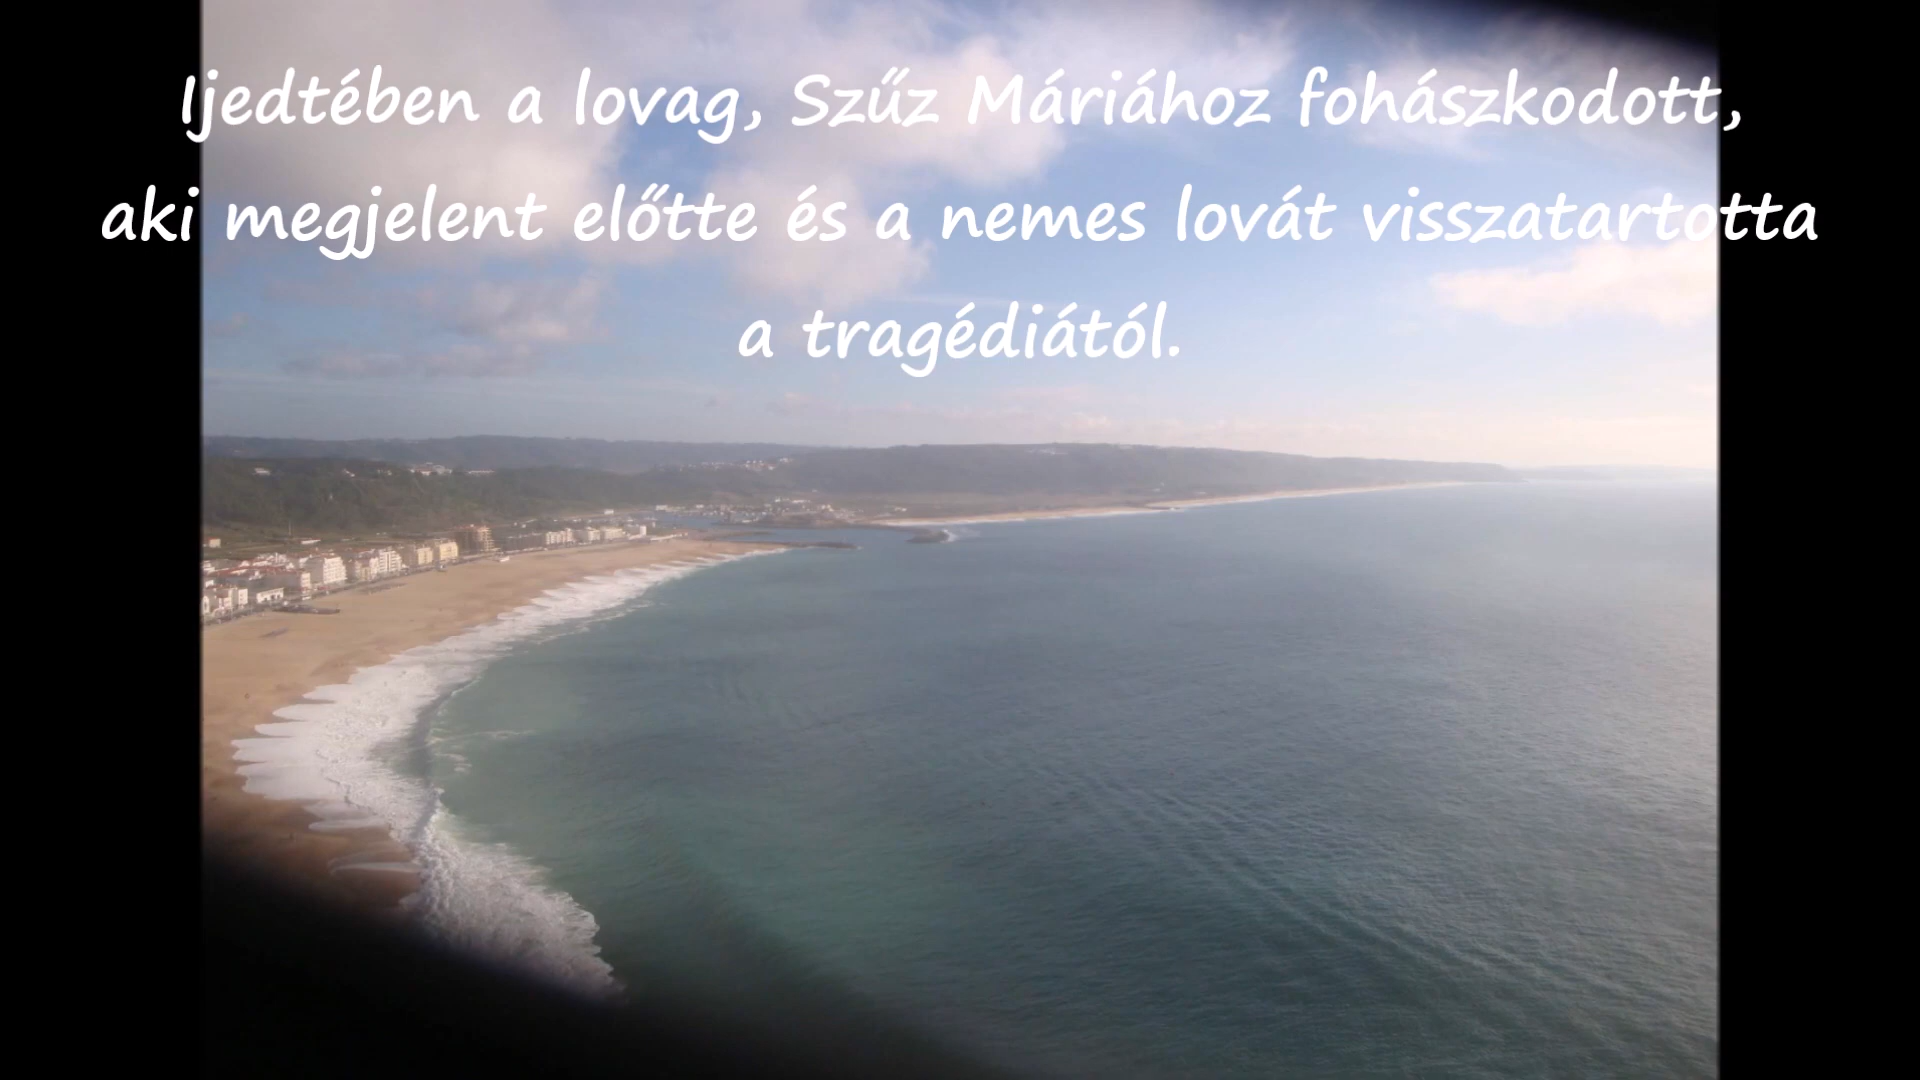 Ijedtében a lovag, Szűz Máriához fohászkodott,
aki megjelent előtte és a nemes lovát visszatartotta
a tragédiától.